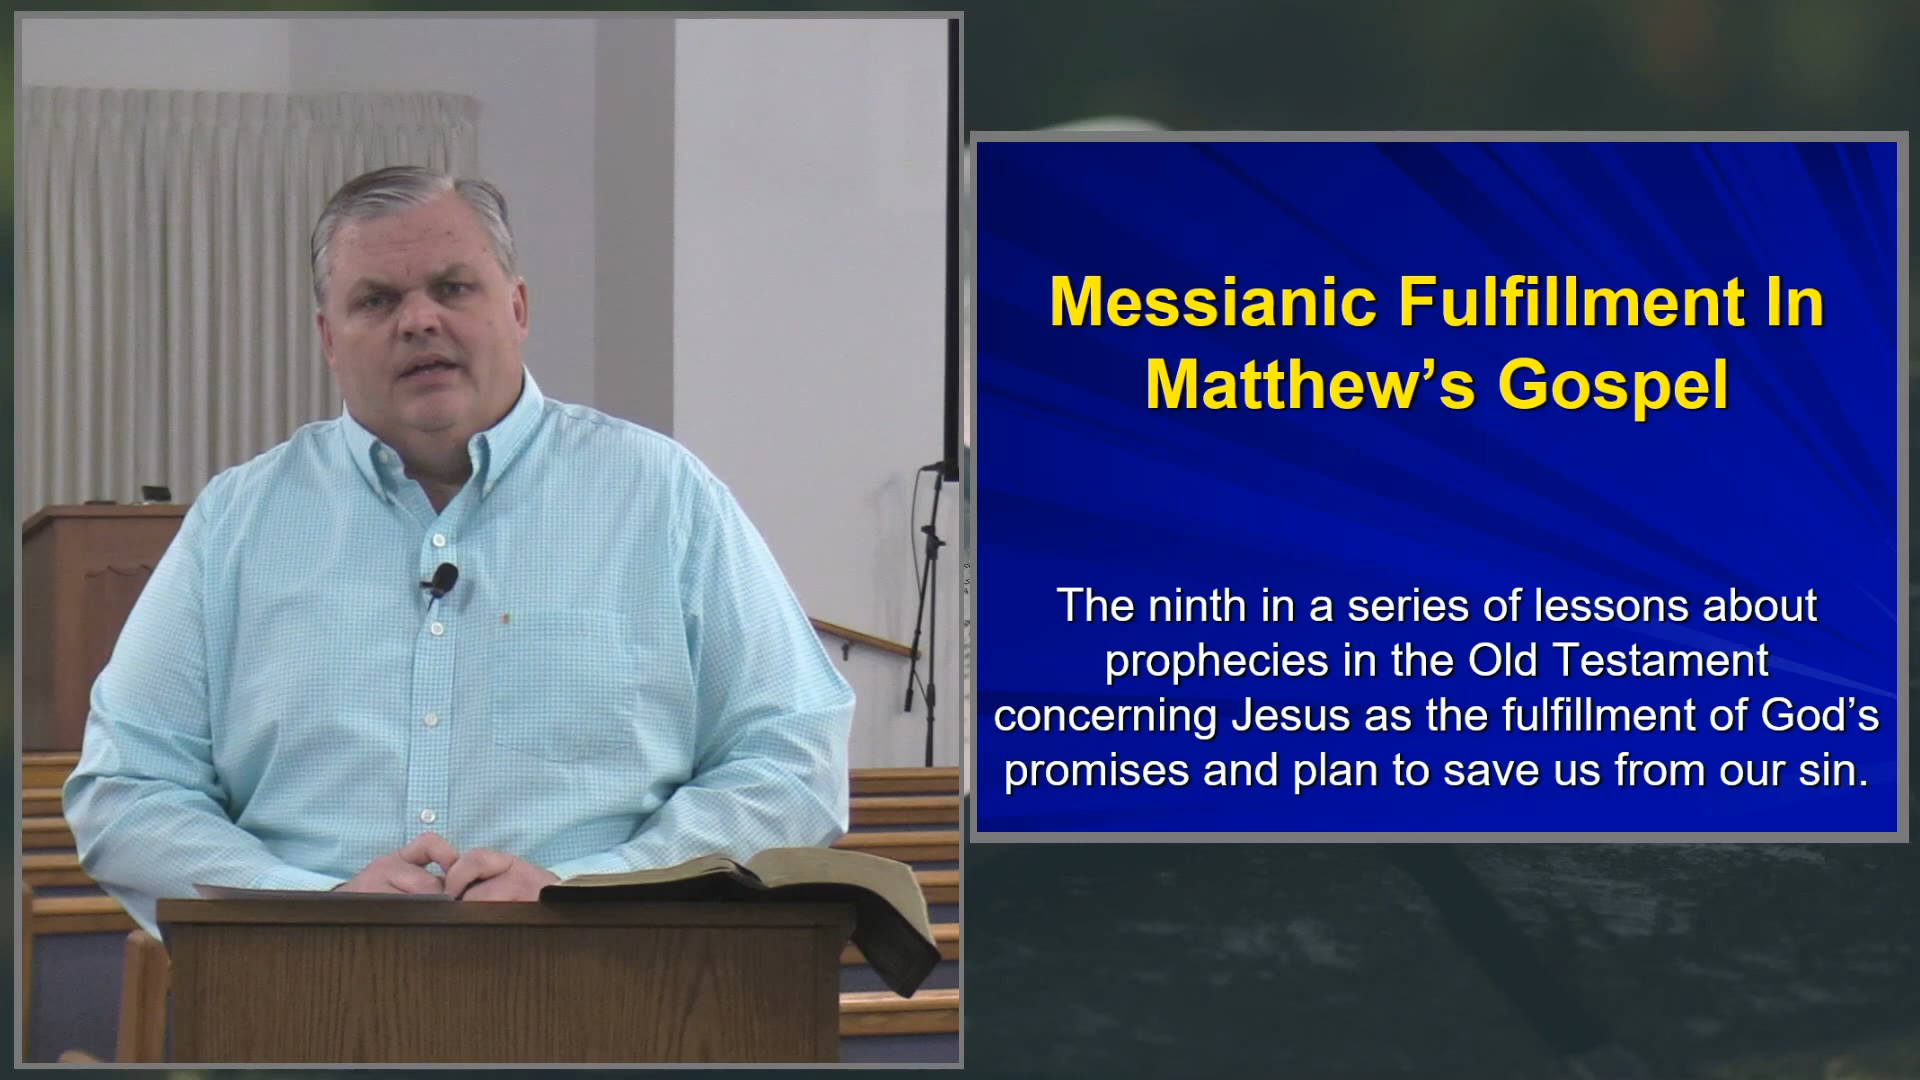 Messianic Fulfillment In
Matthew’s Gospel
The ninth in a series of lessons about
prophecies in the Old Testament
concerning Jesus as the fulfillment of God’s
promises and plan to save us from our sin.